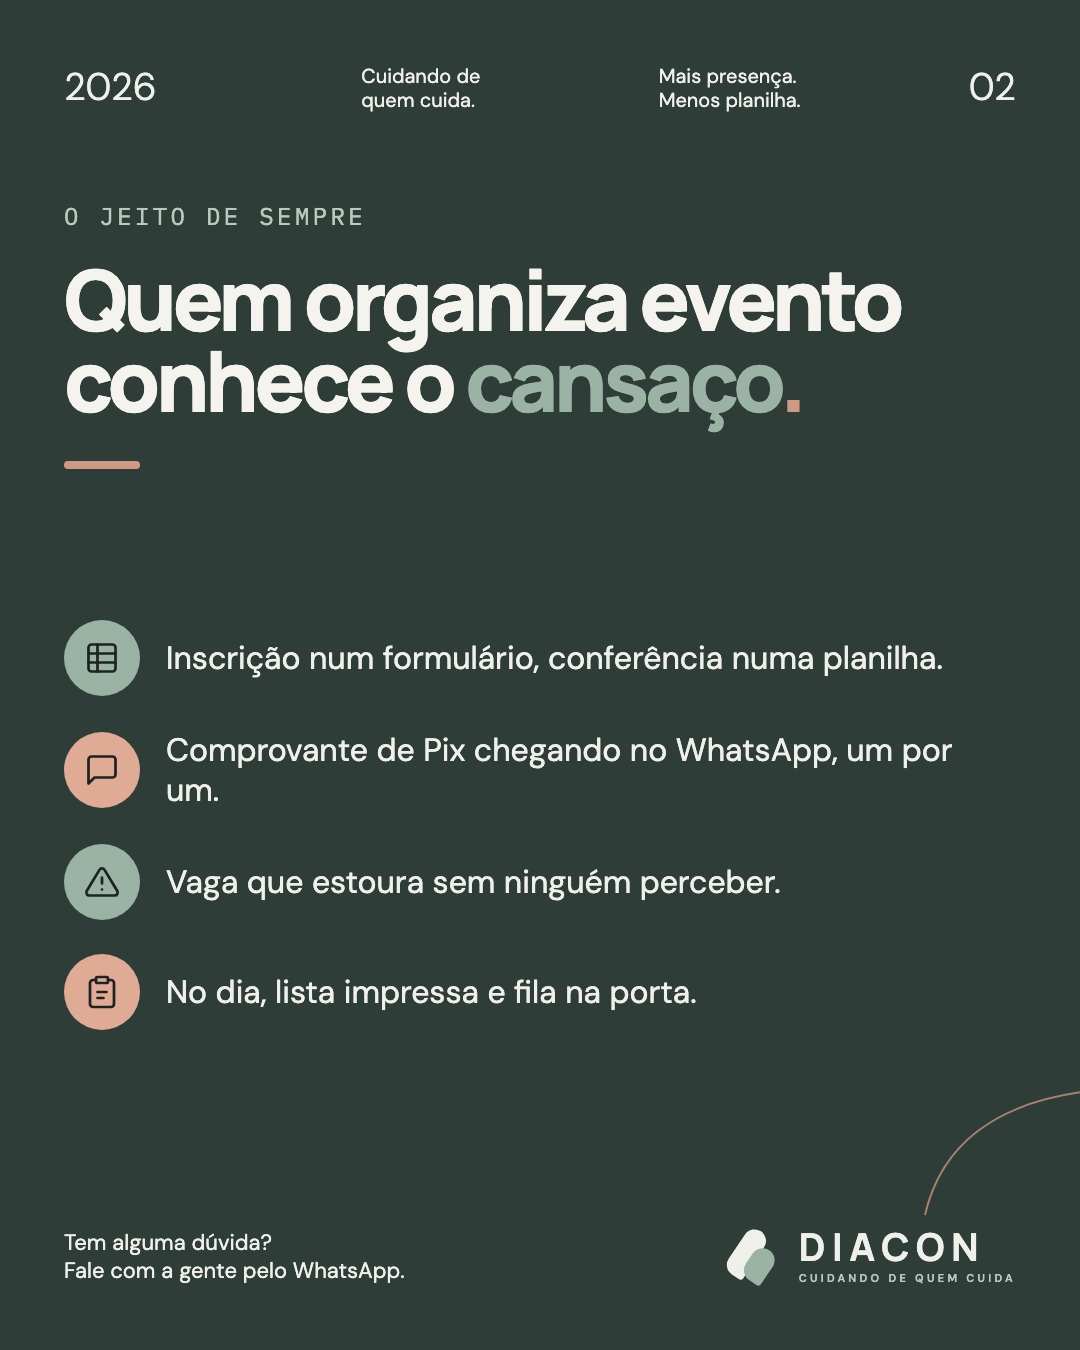 2026
Cuidando de
quem cuida.
Mais presença.
Menos planilha.
02
O JEITO DE SEMPRE
Quem organiza evento
conhece o cansaço.
Inscrição num formulário, conferência numa planilha.
Comprovante de Pix chegando no WhatsApp, um por
um.
Vaga que estoura sem ninguém perceber.
No dia, lista impressa e fila na porta.
Tem alguma dúvida?
Fale com a gente pelo WhatsApp.
DIACON
CUIDANDO DE QUEM CUIDA